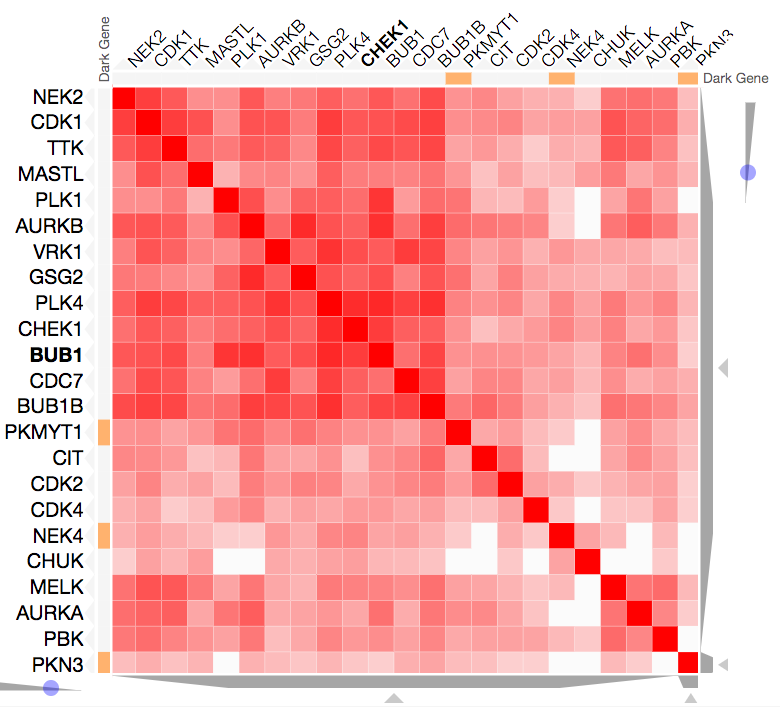 Dark Gene
NEK2
CDK1
TTK
MASTL
PLK1
AURKB
VRK1
GSG2
PLK4
CHEK1
BUB1
CDC7
BUB1B
PKMYT1
CIT
CDK2
CDK4
NEK4
CHUK
MELK
AURKA
PBK
PKN3
Dark Gene
NEK2
CDK1
TTK
MASTL
PLK1
AURKB
VRK1
GSG2
PLK4
CHEK1
BUB1
CDC7
BUB1B
PKMYT1
CIT
CDK2
CDK4
NEK4
CHUK
MELK
AURKA
PBK
PKN3